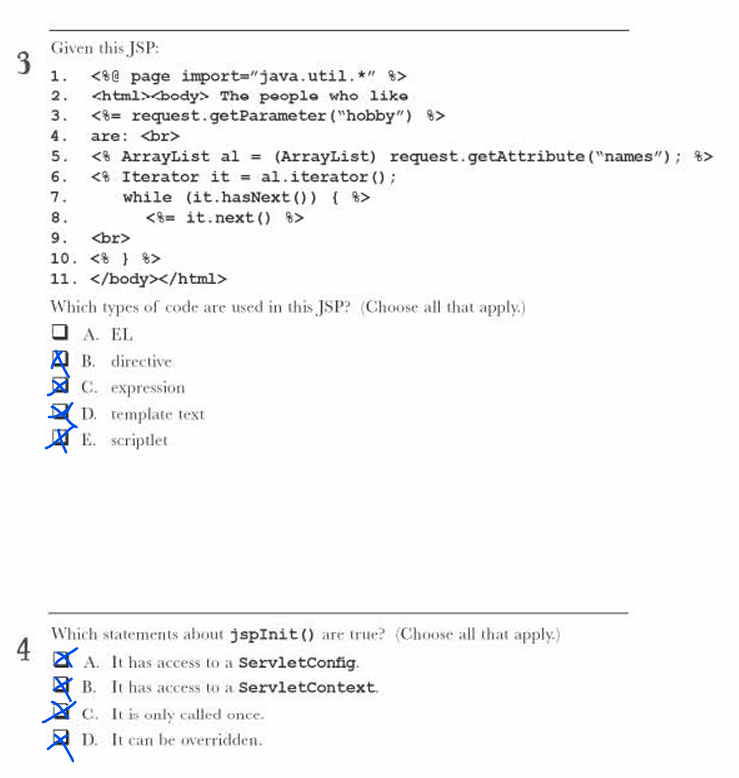 3
Given this JSP:
1. <%@ page import="java.util.*" %>
2. <html><body> The people who like
3. <%= request.getParameter("hobby") %>
4. are: <br>
5. <% ArrayList al = (ArrayList) request.getAttribute("names"); %>
6. <% Iterator it = al.iterator();
7. while (it.hasNext()) { %>
8. <%= it.next() %>
9. <br>
10. <% } %>
11. </body></html>
Which types of code are used in this JSP? (Choose all that apply.)
A. EL
B. directive
C. expression
D. template text
E. scriptlet
4
Which statements about jspInit() are true? (Choose all that apply.)
A. It has access to a ServletConfig.
B. It has access to a ServletContext.
C. It is only called once.
D. It can be overridden.